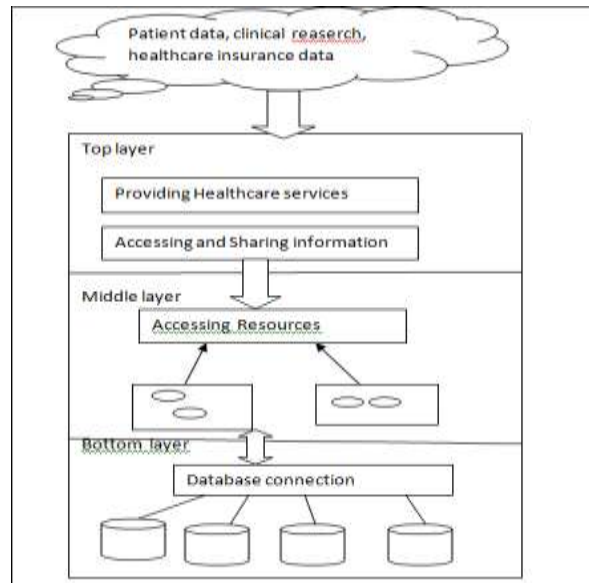 Patient data, clinical reaserch,
healthcare insurance data
Top layer
Providing Healthcare services
Accessing and Sharing information
Middle layer
Accessing Resources
Bottom layer
Database connection